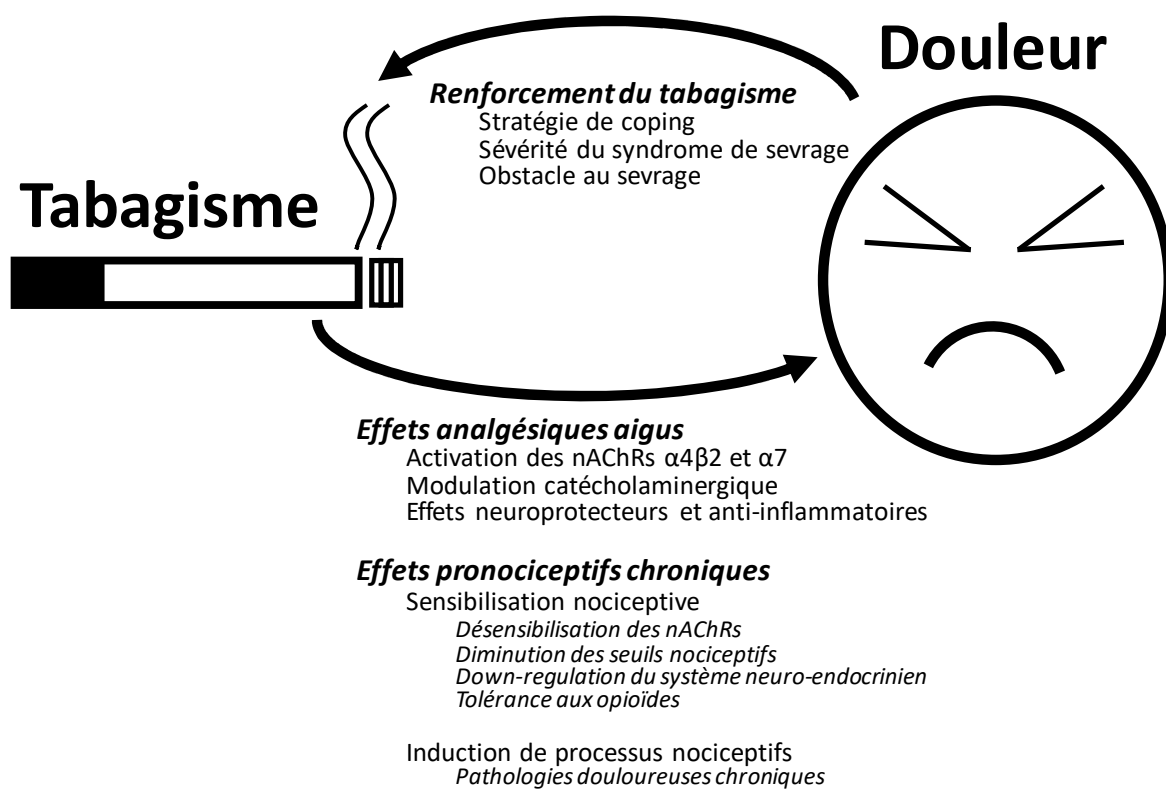 Douleur
Renforcement du tabagisme
Stratégie de coping
Sévérité du syndrome de sevrage
Obstacle au sevrage
Tabagisme
Effets analgésiques aigus
Activation des nAChRs α4β2 et α7
Modulation catécholaminergique
Effets neuroprotecteurs et anti-inflammatoires
Effets pronociceptifs chroniques
Sensibilisation nociceptive
Désensibilisation des nAChRs
Diminution des seuils nociceptifs
Down-regulation du système neuro-endocrinien
Tolérance aux opioïdes
Induction de processus nociceptifs
Pathologies douloureuses chroniques